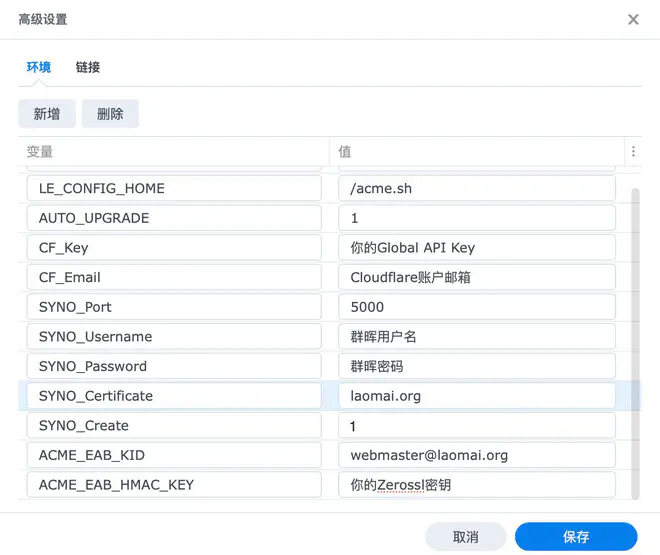 高级设置
环境 链接
新增 删除
变量 值
LE_CONFIG_HOME /acme.sh
AUTO_UPGRADE 1
CF_Key 你的Global API Key
CF_Email Cloudflare账户邮箱
SYNO_Port 5000
SYNO_Username 群晖用户名
SYNO_Password 群晖密码
SYNO_Certificate laomai.org
SYNO_Create 1
ACME_EAB_KID webmaster@laomai.org
ACME_EAB_HMAC_KEY 你的Zerossl密钥
取消 保存